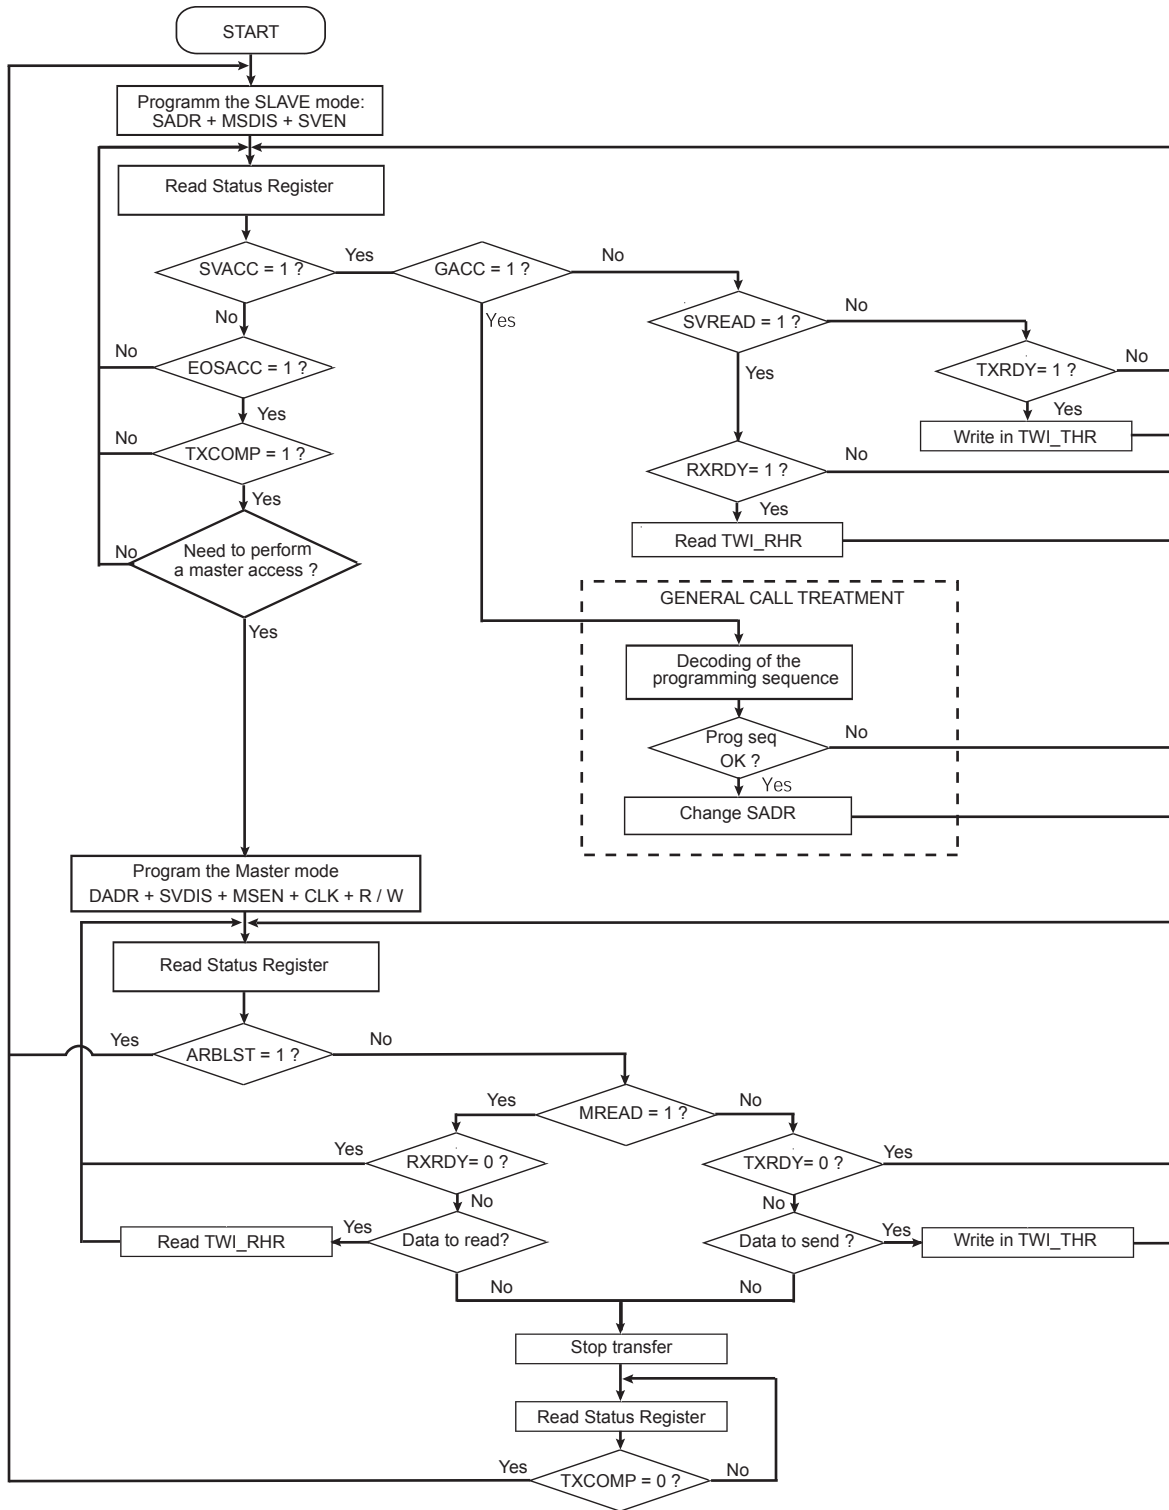 START
Programm the SLAVE mode:
SADR + MSDIS + SVEN
Read Status Register
SVACC = 1 ?
Yes
GACC = 1 ?
No
No
Yes
SVREAD = 1 ?
No
No
EOSACC = 1 ?
Yes
Yes
TXRDY= 1 ?
No
Yes
Write in TWI_THR
No
TXCOMP = 1 ?
Yes
RXRDY= 1 ?
No
Yes
Read TWI_RHR
No
Need to perform
a master access ?
Yes
GENERAL CALL TREATMENT
Decoding of the
programming sequence
Prog seq
OK ?
No
Yes
Change SADR
Program the Master mode
DADR + SVDIS + MSEN + CLK + R / W
Read Status Register
Yes
ARBLST = 1 ?
No
Yes
MREAD = 1 ?
No
Yes
RXRDY= 0 ?
TXRDY= 0 ?
Yes
No
No
Read TWI_RHR
Yes
Data to read?
Data to send ?
Yes
Write in TWI_THR
No
No
Stop transfer
Read Status Register
Yes
TXCOMP = 0 ?
No